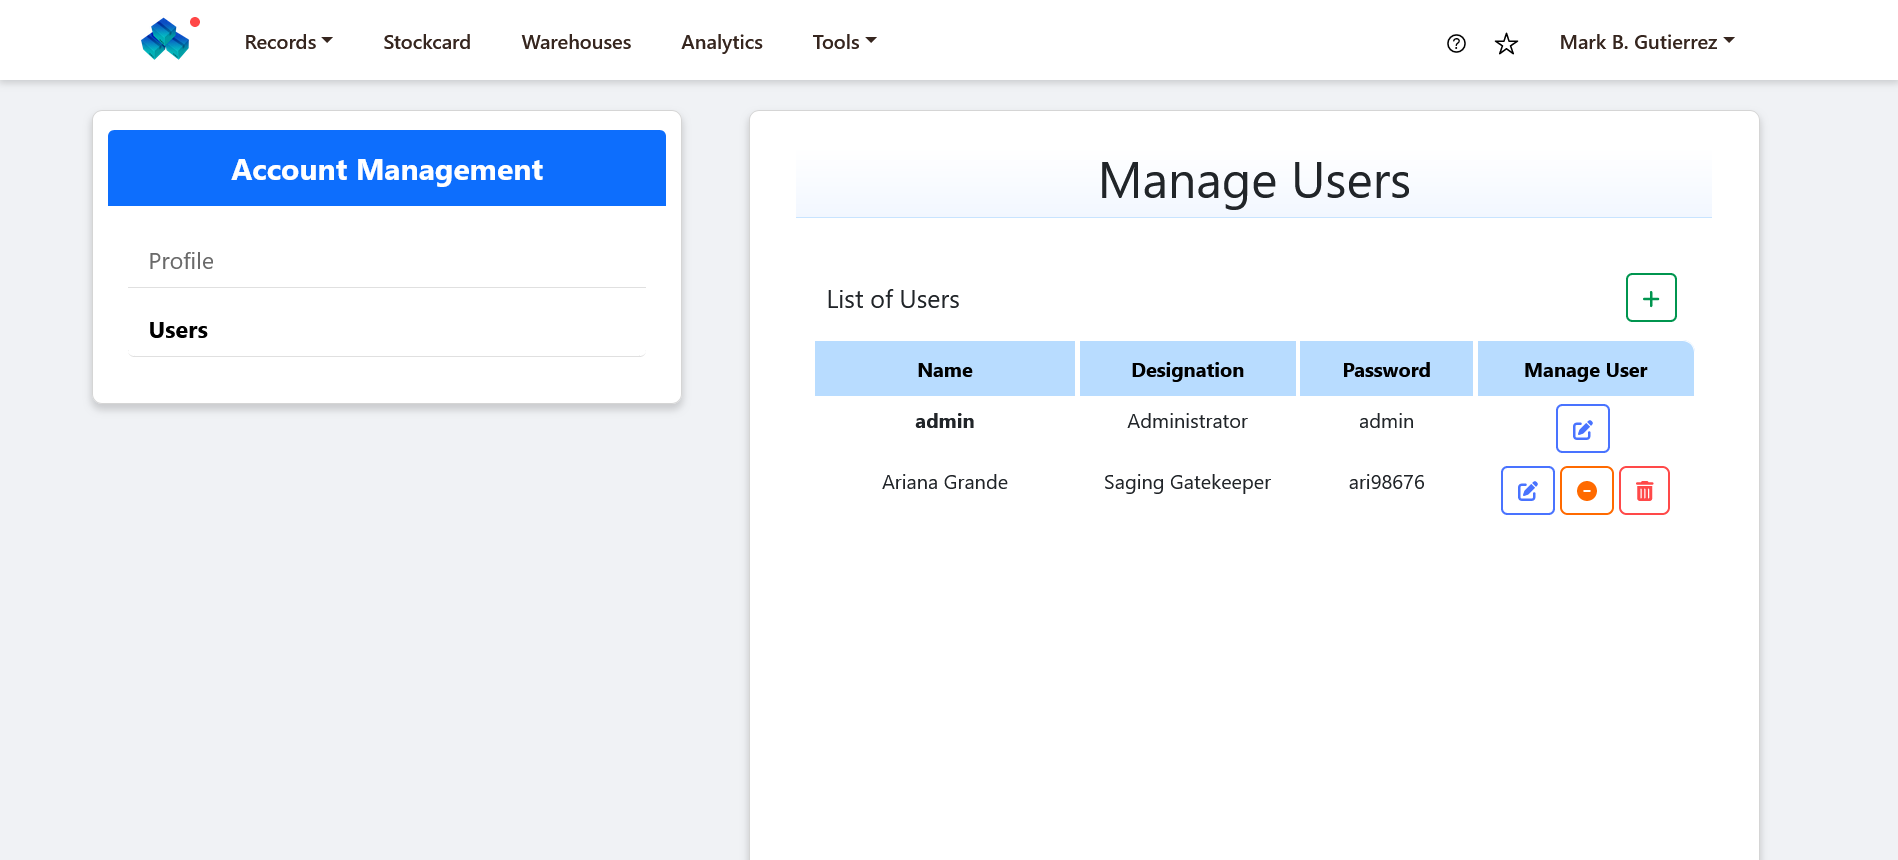 Records Stockcard Warehouses Analytics Tools Mark B. Gutierrez
Account Management
Profile
Users
Manage Users
List of Users
Name Designation Password Manage User
admin Administrator admin
Ariana Grande Saging Gatekeeper ari98676